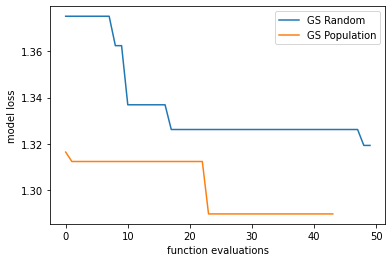 GS Random
GS Population
1.36
1.34
1.32
1.30
model loss
0
10
20
30
40
50
function evaluations